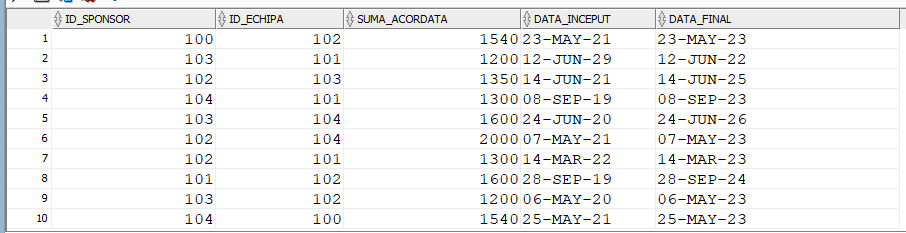 ID_SPONSOR ID_ECHIPA SUMA_ACORDATA DATA_INCEPUT DATA_FINAL
1 100 102 1540 23-MAY-21 23-MAY-23
2 103 101 1200 12-JUN-29 12-JUN-22
3 102 103 1350 14-JUN-21 14-JUN-25
4 104 101 1300 08-SEP-19 08-SEP-23
5 103 104 1600 24-JUN-20 24-JUN-26
6 102 104 2000 07-MAY-21 07-MAY-23
7 102 101 1300 14-MAR-22 14-MAR-23
8 101 102 1600 28-SEP-19 28-SEP-24
9 103 102 1200 06-MAY-20 06-MAY-23
10 104 100 1540 25-MAY-21 25-MAY-23